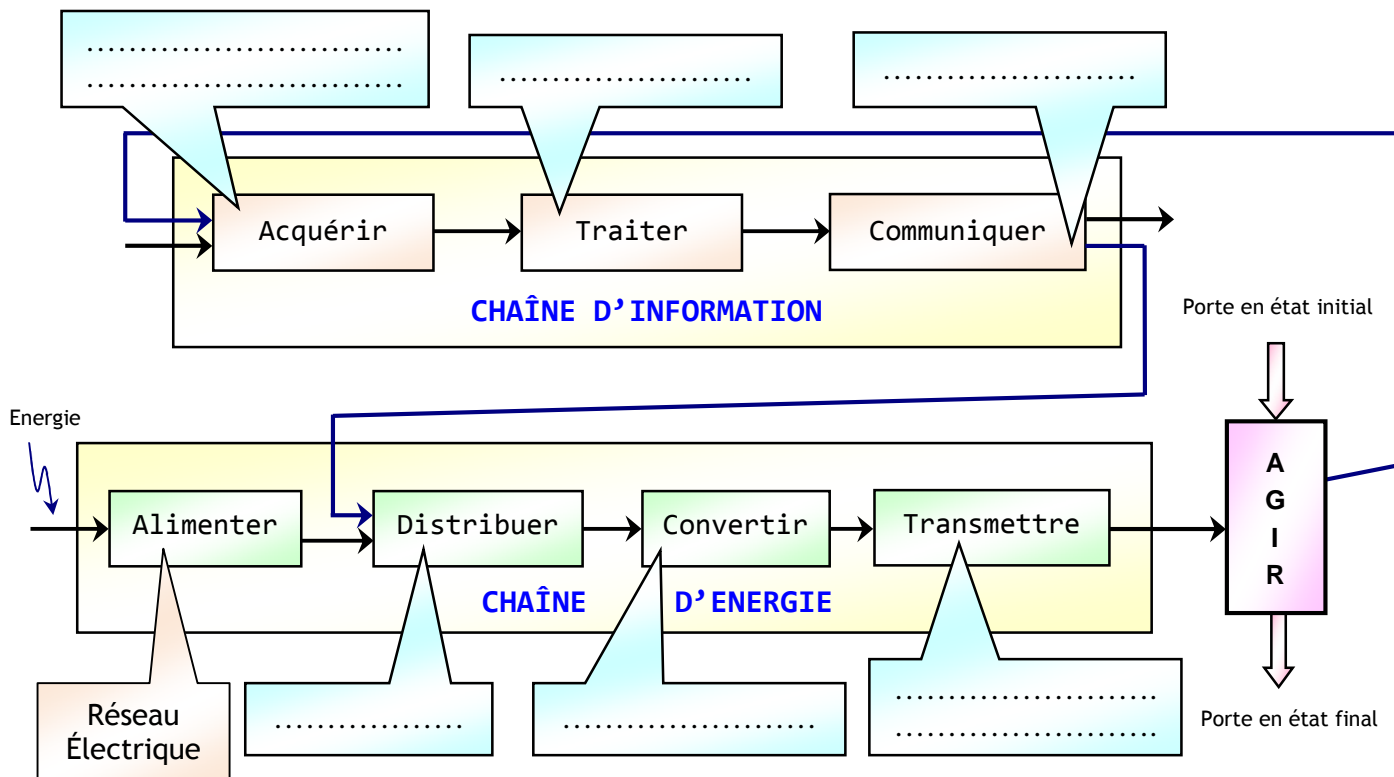 ..................................
..................................
............................
............................
Acquérir
Traiter
Communiquer
CHAÎNE D’INFORMATION
Porte en état initial
Energie
Alimenter
Distribuer
Convertir
Transmettre
A
G
I
R
CHAÎNE D’ENERGIE
Réseau
Électrique
.....................
............................
.............................
.............................
Porte en état final